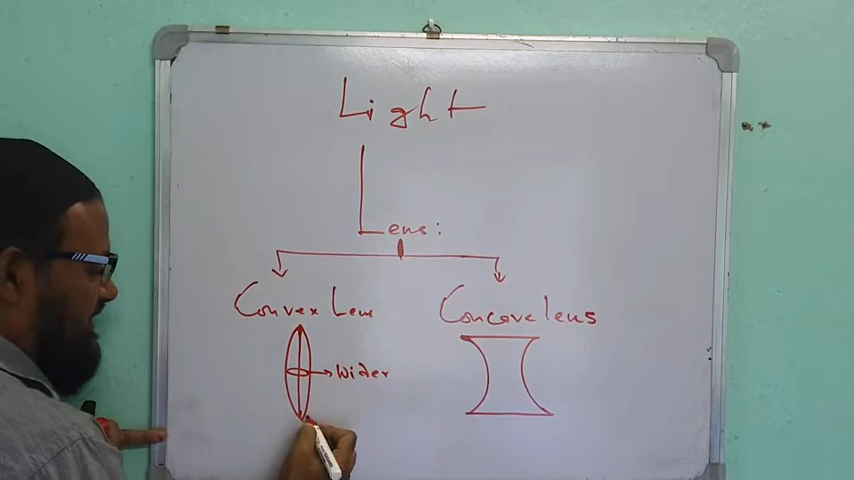 Light
Lens:
Convex Lens
Concave lens
Wider